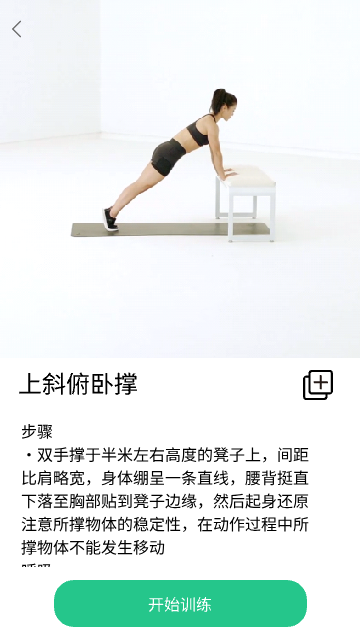 上斜俯卧撑
步骤
・双手撑于半米左右高度的凳子上，间距
比肩略宽，身体绷呈一条直线，腰背挺直
下落至胸部贴到凳子边缘，然后起身还原
注意所撑物体的稳定性，在动作过程中所
撑物体不能发生移动
开始训练